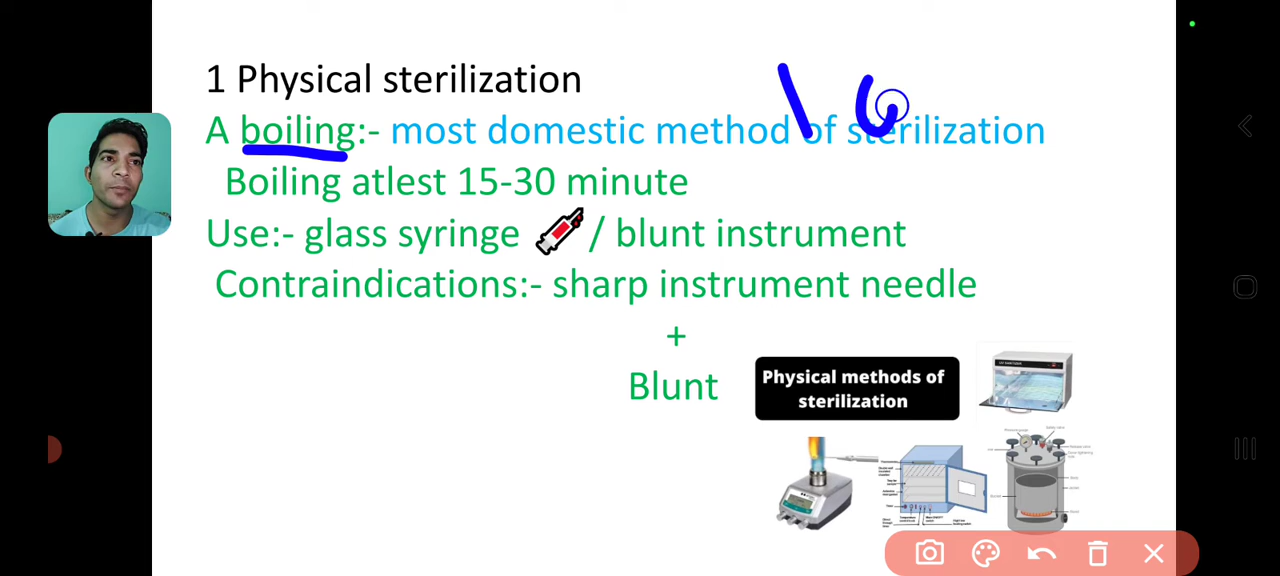 1 Physical sterilization
A boiling:- most domestic method of sterilization
Boiling atlest 15-30 minute
Use:- glass syringe / blunt instrument
Contraindications:- sharp instrument needle
+
Blunt
Physical methods of
sterilization